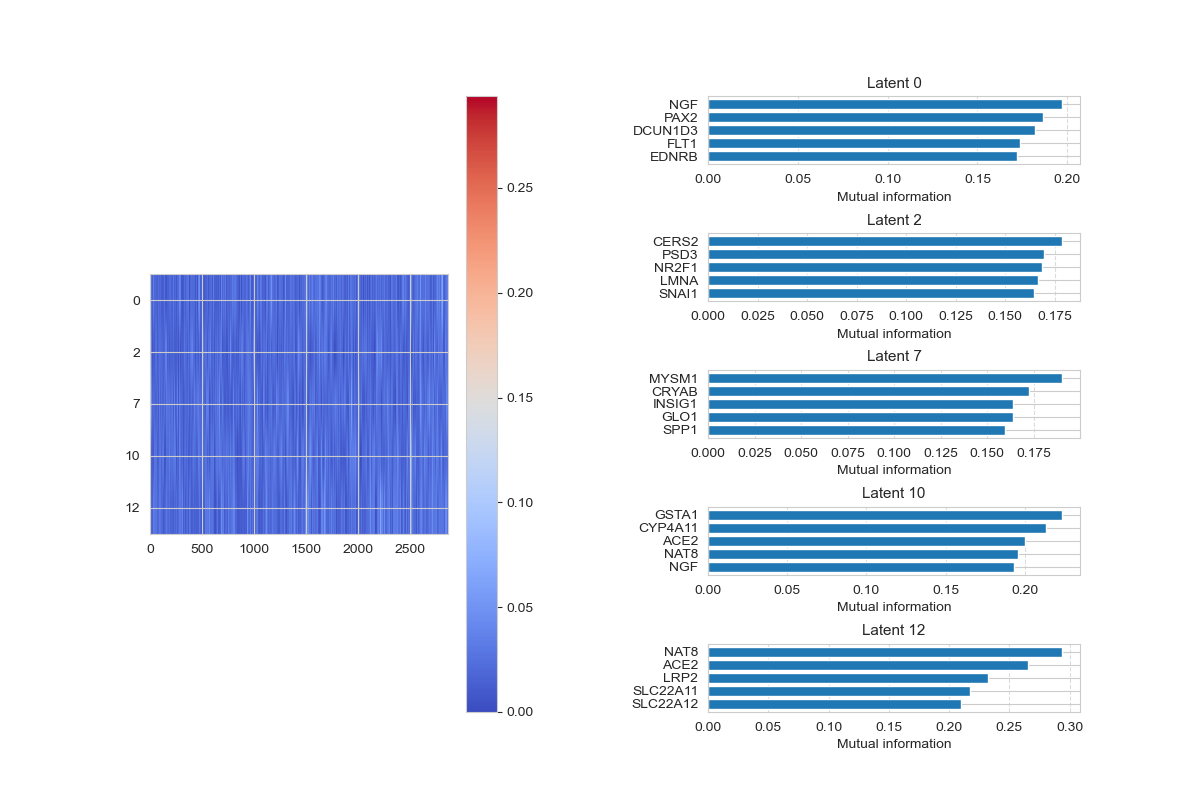 0
2
7
10
12
0 500 1000 1500 2000 2500
0.25
0.20
0.15
0.10
0.05
0.00
Latent 0
NGF
PAX2
DCUN1D3
FLT1
EDNRB
0.00 0.05 0.10 0.15 0.20
Mutual information
Latent 2
CERS2
PSD3
NR2F1
LMNA
SNAI1
0.000 0.025 0.050 0.075 0.100 0.125 0.150 0.175
Mutual information
Latent 7
MYSM1
CRYAB
INSIG1
GLO1
SPP1
0.000 0.025 0.050 0.075 0.100 0.125 0.150 0.175
Mutual information
Latent 10
GSTA1
CYP4A11
ACE2
NAT8
NGF
0.00 0.05 0.10 0.15 0.20
Mutual information
Latent 12
NAT8
ACE2
LRP2
SLC22A11
SLC22A12
0.00 0.05 0.10 0.15 0.20 0.25 0.30
Mutual information